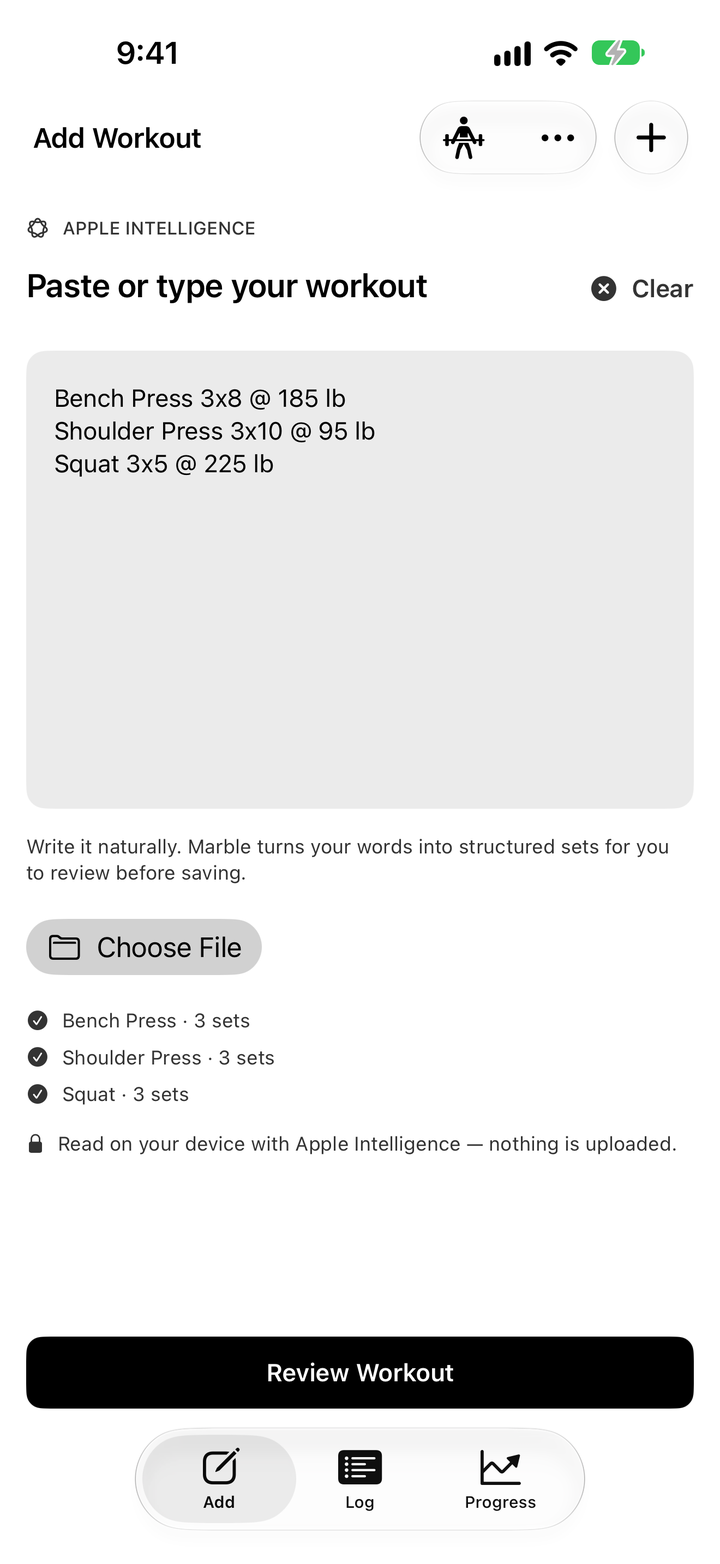 9:41
Add Workout
APPLE INTELLIGENCE
Paste or type your workout
Clear
Bench Press 3x8 @ 185 lb
Shoulder Press 3x10 @ 95 lb
Squat 3x5 @ 225 lb
Write it naturally. Marble turns your words into structured sets for you
to review before saving.
Choose File
Bench Press · 3 sets
Shoulder Press · 3 sets
Squat · 3 sets
Read on your device with Apple Intelligence — nothing is uploaded.
Review Workout
Add
Log
Progress